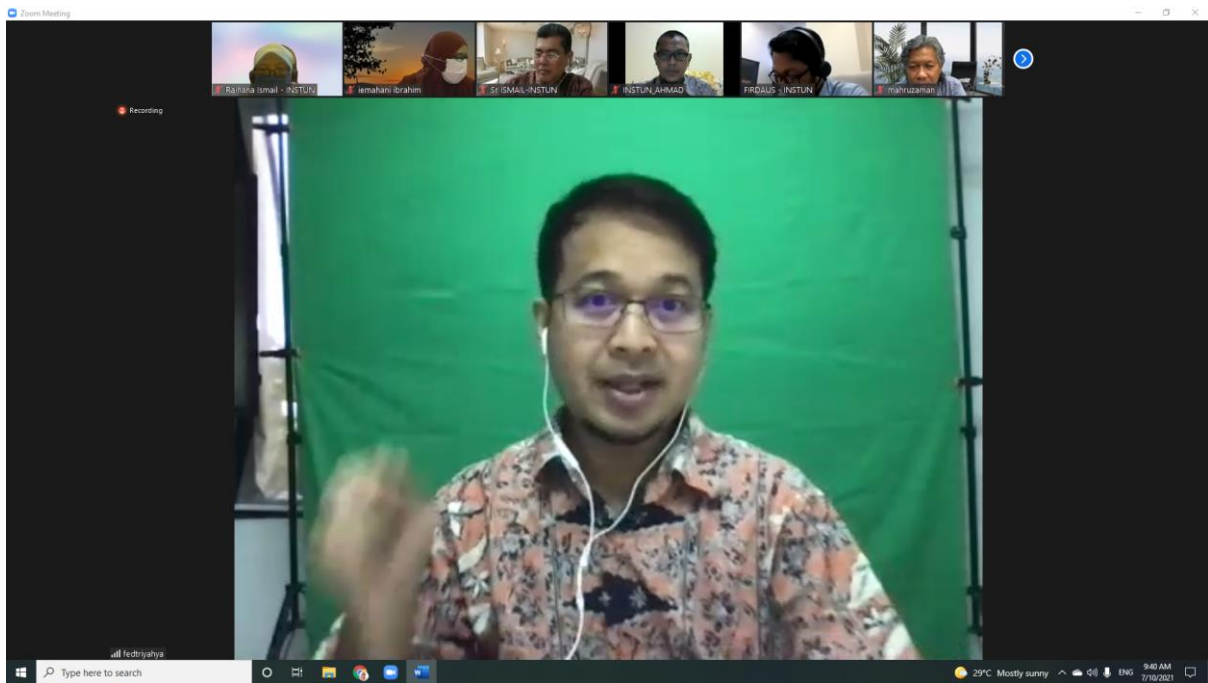 Zoom Meeting
Raihana Ismail - INSTUN
iemahani ibrahim
Sr ISMAIL-INSTUN
INSTUN_AHMAD
FIRDAUS - INSTUN
mahruzaman
Recording
fedtriyahya
Type here to search
29°C Mostly sunny
ENG
9:40 AM
7/10/2021